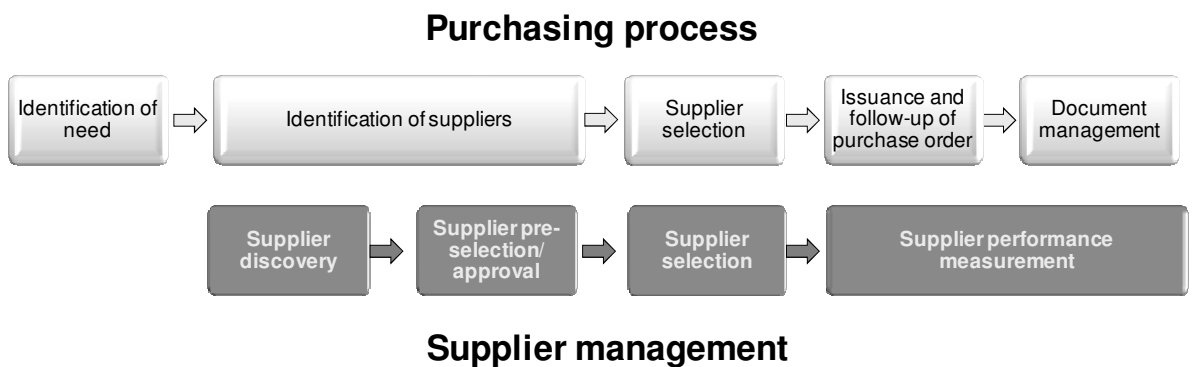 Purchasing process
Identification of
need
Identification of suppliers
Supplier
selection
Issuance and
follow-up of
purchase order
Document
management
Supplier
discovery
Supplier pre-
selection/
approval
Supplier
selection
Supplier performance
measurement
Supplier management